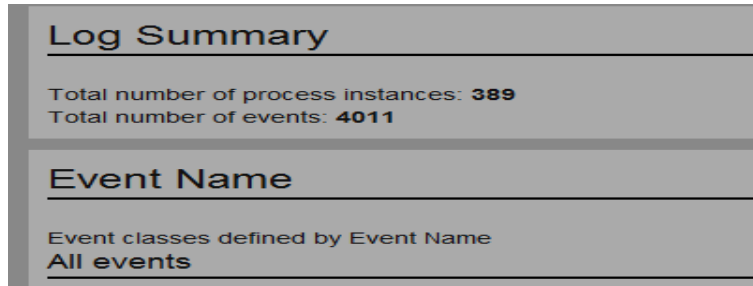 Log Summary
Total number of process instances: 389
Total number of events: 4011
Event Name
Event classes defined by Event Name
All events